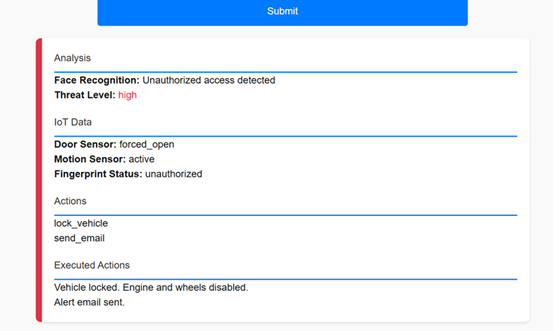 Submit
Analysis
Face Recognition: Unauthorized access detected
Threat Level: high
IoT Data
Door Sensor: forced_open
Motion Sensor: active
Fingerprint Status: unauthorized
Actions
lock_vehicle
send_email
Executed Actions
Vehicle locked. Engine and wheels disabled.
Alert email sent.